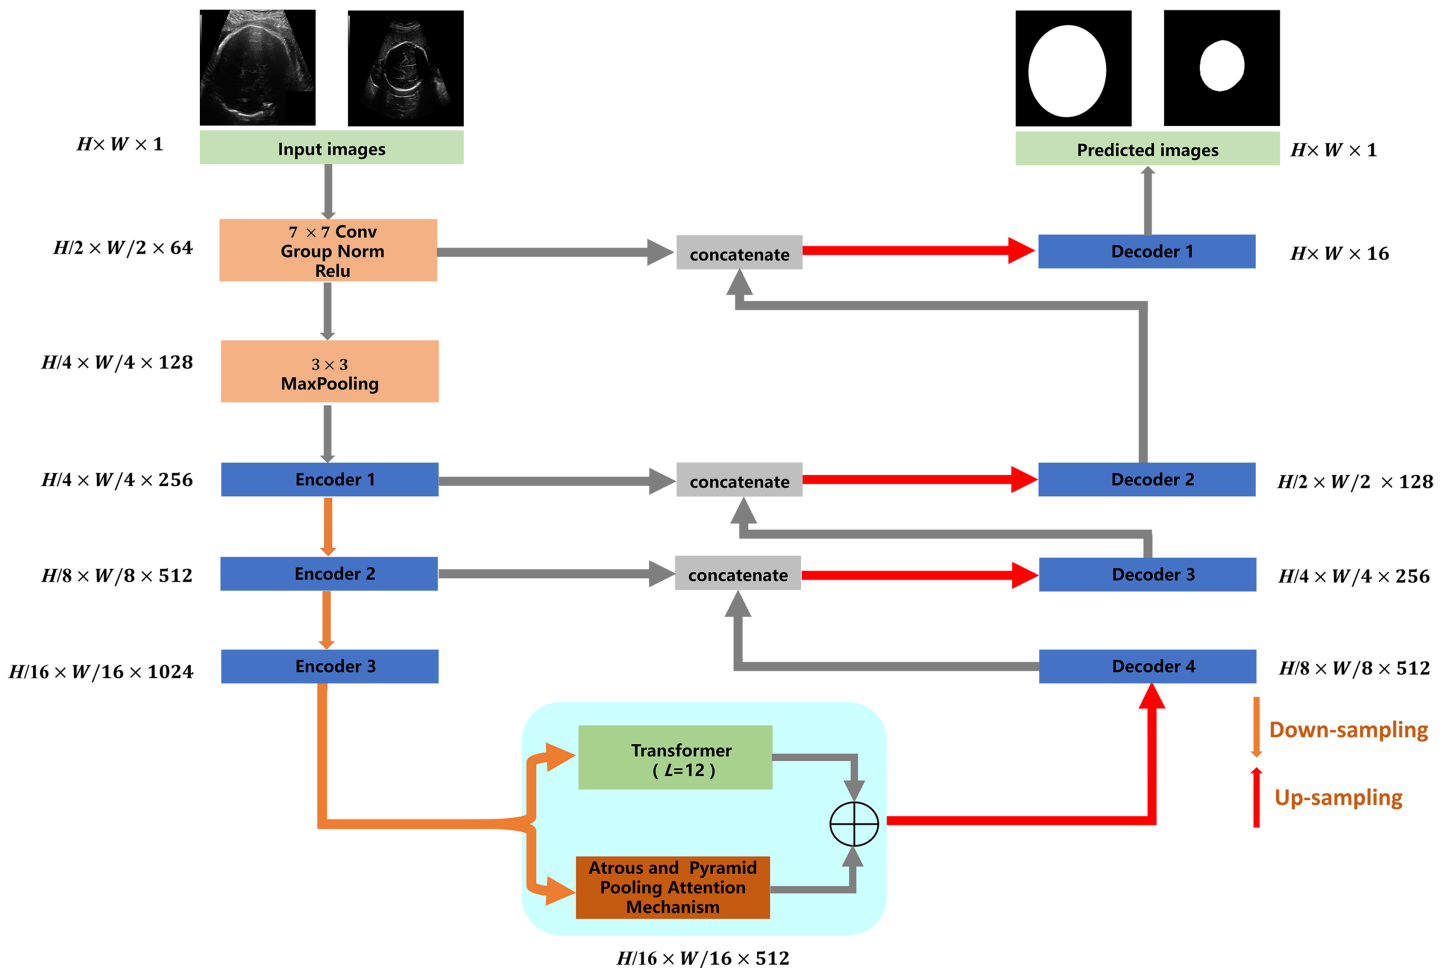 H× W × 1
Input images
Predicted images
H× W × 1
H/2 × W/2 × 64
7 × 7 Conv
Group Norm
Relu
concatenate
Decoder 1
H× W × 16
H/4 × W/4 × 128
3 × 3
MaxPooling
H/4 × W/4 × 256
Encoder 1
concatenate
Decoder 2
H/2 × W/2 × 128
H/8 × W/8 × 512
Encoder 2
concatenate
Decoder 3
H/4 × W/4 × 256
H/16 × W/16 × 1024
Encoder 3
Decoder 4
H/8 × W/8 × 512
Transformer
( L=12 )
Down-sampling
Up-sampling
Atrous and Pyramid
Pooling Attention
Mechanism
H/16 × W/16 × 512